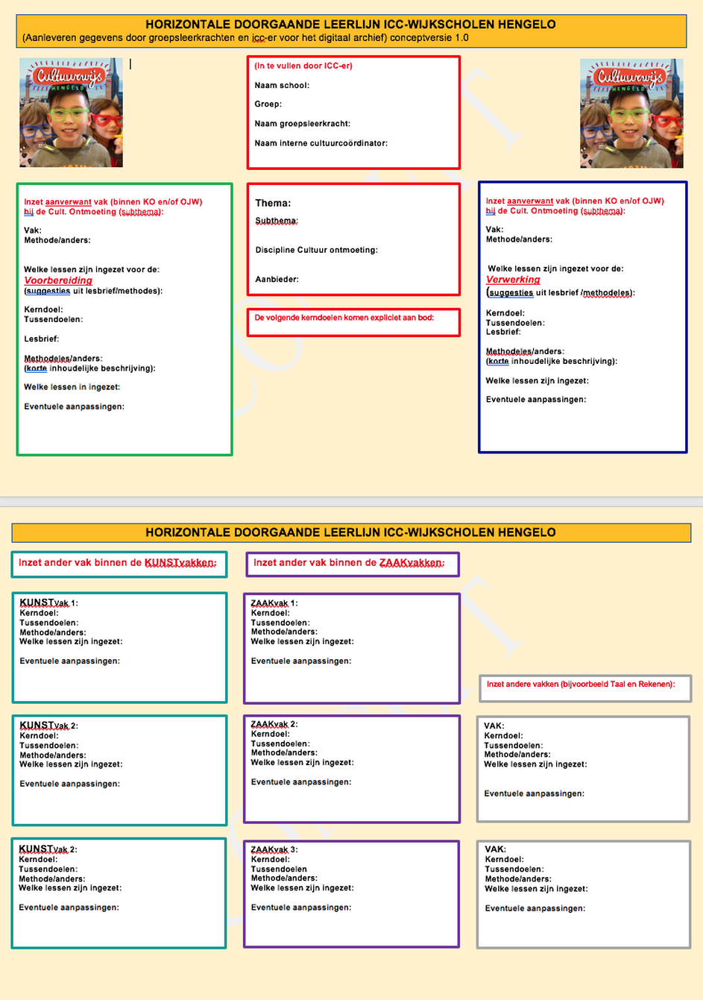 HORIZONTALE DOORGAANDE LEERLIJN ICC-WIJKSCHOLEN HENGELO
(Aanleveren gegevens door groepsleerkrachten en icc-er voor het digitaal archief) conceptversie 1.0
Cultuurwijs
HENGELO
(In te vullen door ICC-er)
Naam school:
Groep:
Naam groepsleerkracht:
Naam interne cultuurcoördinator:
Cultuurwijs
HENGELO
Inzet aanverwant vak (binnen KO en/of OJW)
bij de Cult. Ontmoeting (subthema):
Vak:
Methode/anders:
Welke lessen zijn ingezet voor de:
Voorbereiding
(suggesties uit lesbrief/methodes):
Kerndoel:
Tussendoelen:
Lesbrief:
Methodeles/anders:
(korte inhoudelijke beschrijving):
Welke lessen in ingezet:
Eventuele aanpassingen:
Thema:
Subthema:
Discipline Cultuur ontmoeting:
Aanbieder:
De volgende kerndoelen komen expliciet aan bod:
Inzet aanverwant vak (binnen KO en/of OJW)
bij de Cult. Ontmoeting (subthema):
Vak:
Methode/anders:
Welke lessen zijn ingezet voor de:
Verwerking
(suggesties uit lesbrief /methodeles):
Kerndoel:
Tussendoelen:
Lesbrief:
Methodeles/anders:
(korte inhoudelijke beschrijving):
Welke lessen zijn ingezet:
Eventuele aanpassingen:
HORIZONTALE DOORGAANDE LEERLIJN ICC-WIJKSCHOLEN HENGELO
Inzet ander vak binnen de KUNSTvakken:
KUNSTvak 1:
Kerndoel:
Tussendoelen:
Methode/anders:
Welke lessen zijn ingezet:
Eventuele aanpassingen:
KUNSTvak 2:
Kerndoel:
Tussendoelen:
Methode/anders:
Welke lessen zijn ingezet:
Eventuele aanpassingen:
KUNSTvak 2:
Kerndoel:
Tussendoelen:
Methode/anders:
Welke lessen zijn ingezet:
Eventuele aanpassingen:
Inzet ander vak binnen de ZAAKvakken:
ZAAKvak 1:
Kerndoel:
Tussendoelen:
Methode/anders:
Welke lessen zijn ingezet:
Eventuele aanpassingen:
ZAAKvak 2:
Kerndoel:
Tussendoelen:
Methode/anders:
Welke lessen zijn ingezet:
Eventuele aanpassingen:
ZAAKvak 3:
Kerndoel:
Tussendoelen
Methode/anders:
Welke lessen zijn ingezet:
Eventuele aanpassingen:
Inzet andere vakken (bijvoorbeeld Taal en Rekenen):
VAK:
Kerndoel:
Tussendoelen:
Methode/anders:
Welke lessen zijn ingezet:
Eventuele aanpassingen:
VAK:
Kerndoel:
Tussendoelen:
Methode/anders:
Welke lessen zijn ingezet:
Eventuele aanpassingen: